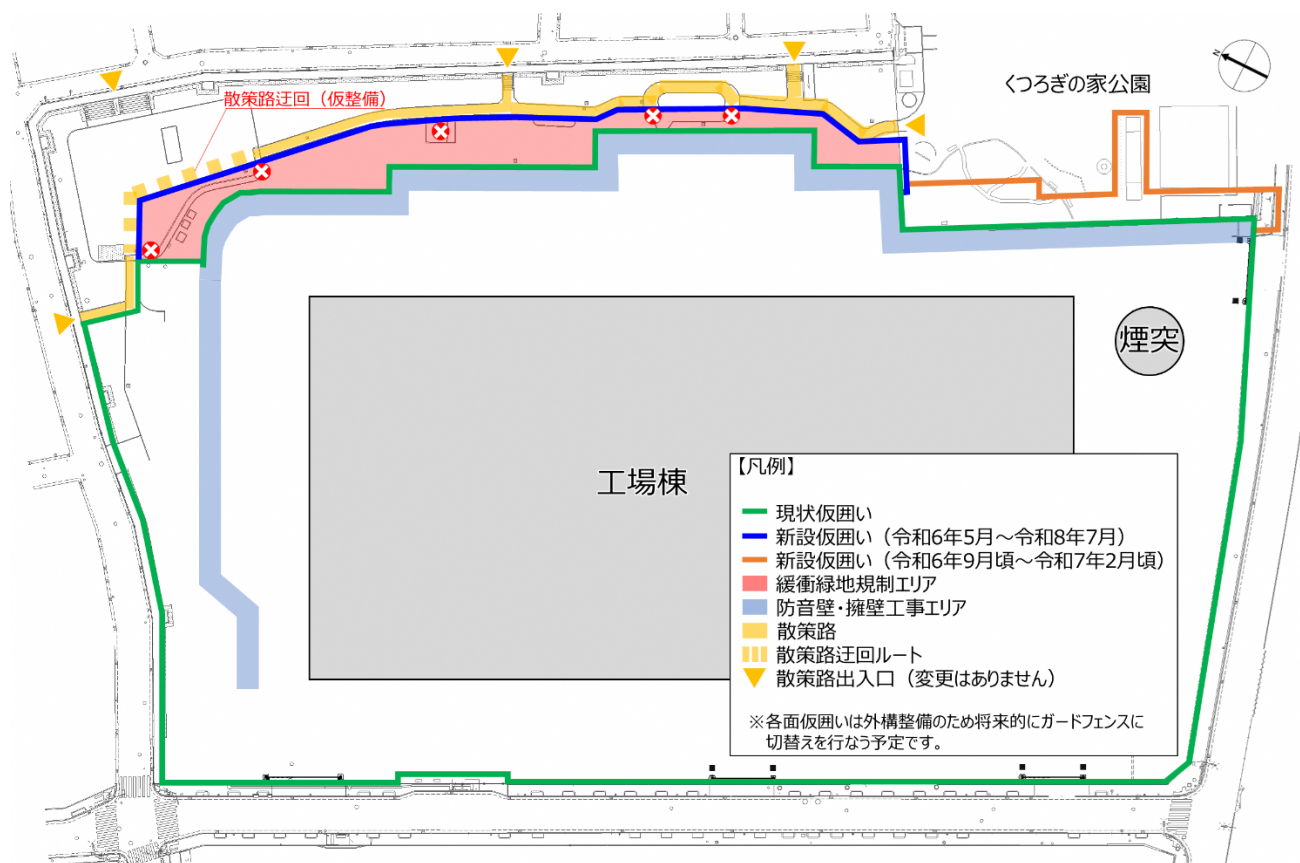 N
くつろぎの家公園
散策路迂回（仮整備）
煙突
工場棟
【凡例】
現状仮囲い
新設仮囲い（令和6年5月～令和8年7月）
新設仮囲い（令和6年9月頃～令和7年2月頃）
緩衝緑地規制エリア
防音壁・擁壁工事エリア
散策路
散策路迂回ルート
散策路出入口（変更はありません）
※各面仮囲いは外構整備のため将来的にガードフェンスに
切替えを行なう予定です。